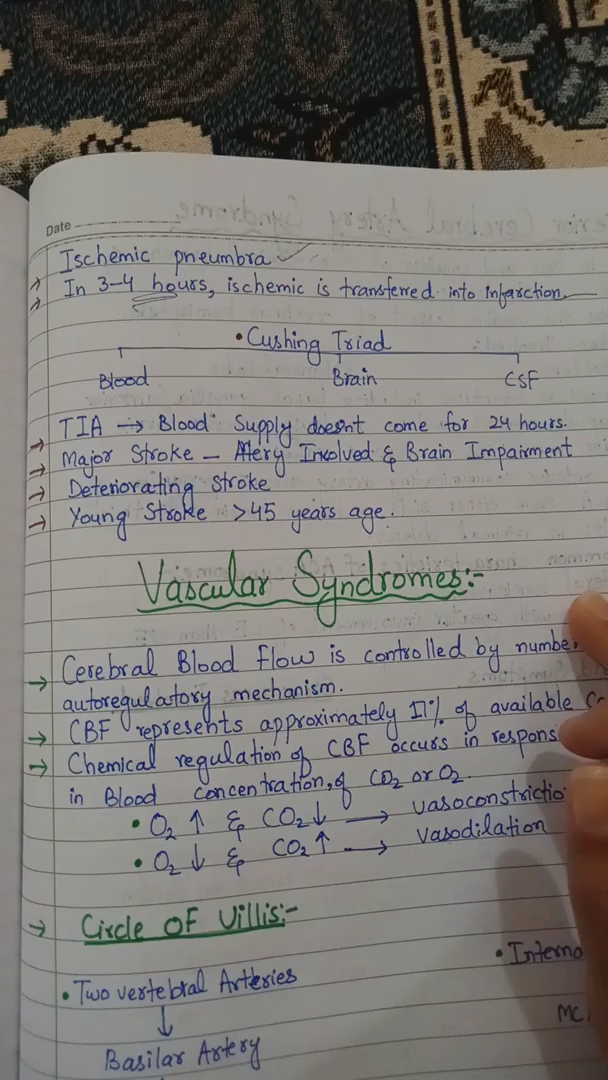 Date
Ischemic pneumbra
→ In 3-4 hours, ischemic is transferred into infarction
• Cushing Triad
Blood Brain CSF
→ TIA → Blood Supply doesn't come for 24 hours.
→ Major Stroke - Atery Involved & Brain Impairment
→ Deteriorating Stroke
→ Young Stroke >45 years age.
Vascular Syndromes:-
→ Cerebral Blood Flow is controlled by number
autoregulatory mechanism.
→ CBF represents approximately 17% of available
→ Chemical regulation of CBF occurs in respons
in Blood concentration, of CO₂ or O₂.
• O₂ ↑ & CO₂ ↓ → vasoconstrictio
• O₂ ↓ & CO₂ ↑ → vasodilation
→ Circle OF Villis:-
• Two vertebral Arteries • Interna
↓ MC
Basilar Artery